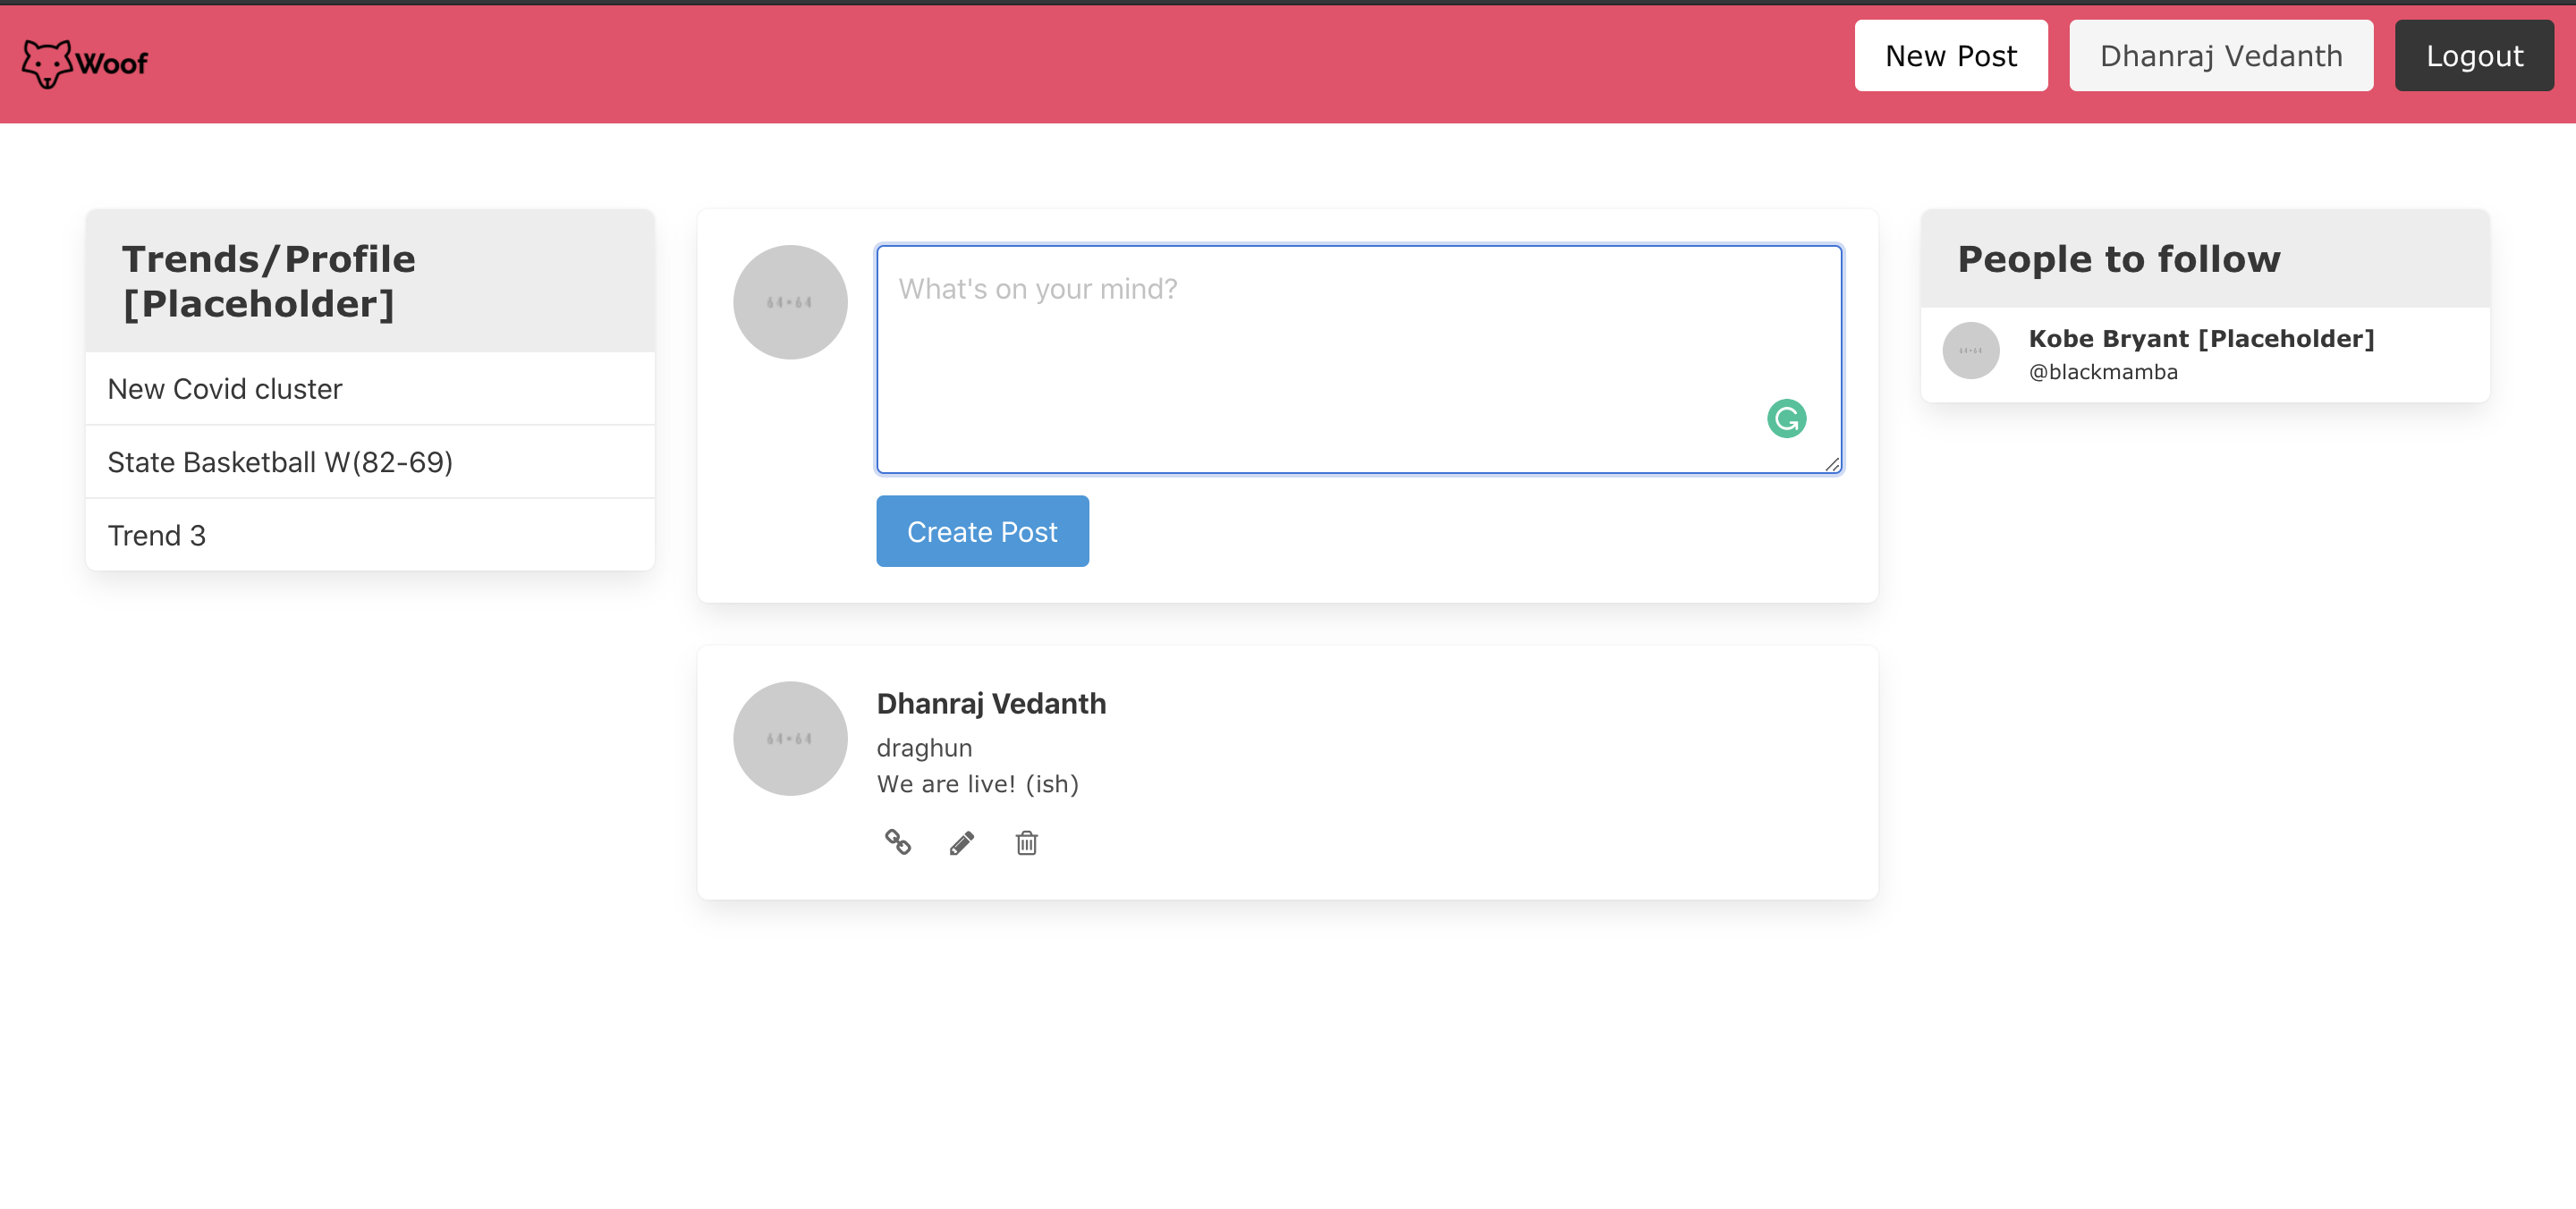 Woof
New Post
Dhanraj Vedanth
Logout
Trends/Profile
[Placeholder]
New Covid cluster
State Basketball W(82-69)
Trend 3
64×64
What's on your mind?
Create Post
64×64
Dhanraj Vedanth
draghun
We are live! (ish)
People to follow
64×64
Kobe Bryant [Placeholder]
@blackmamba